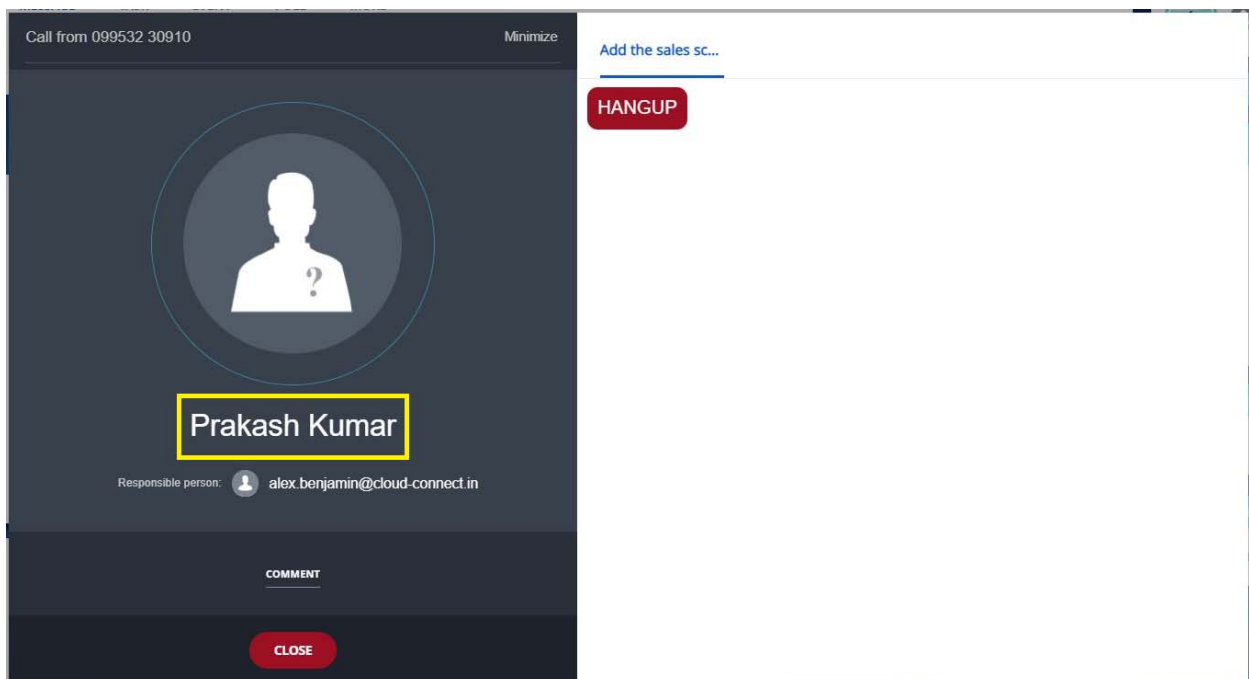 Call from 099532 30910
Minimize
Add the sales sc...
HANGUP
?
Prakash Kumar
Responsible person: alex.benjamin@cloud-connect.in
COMMENT
CLOSE